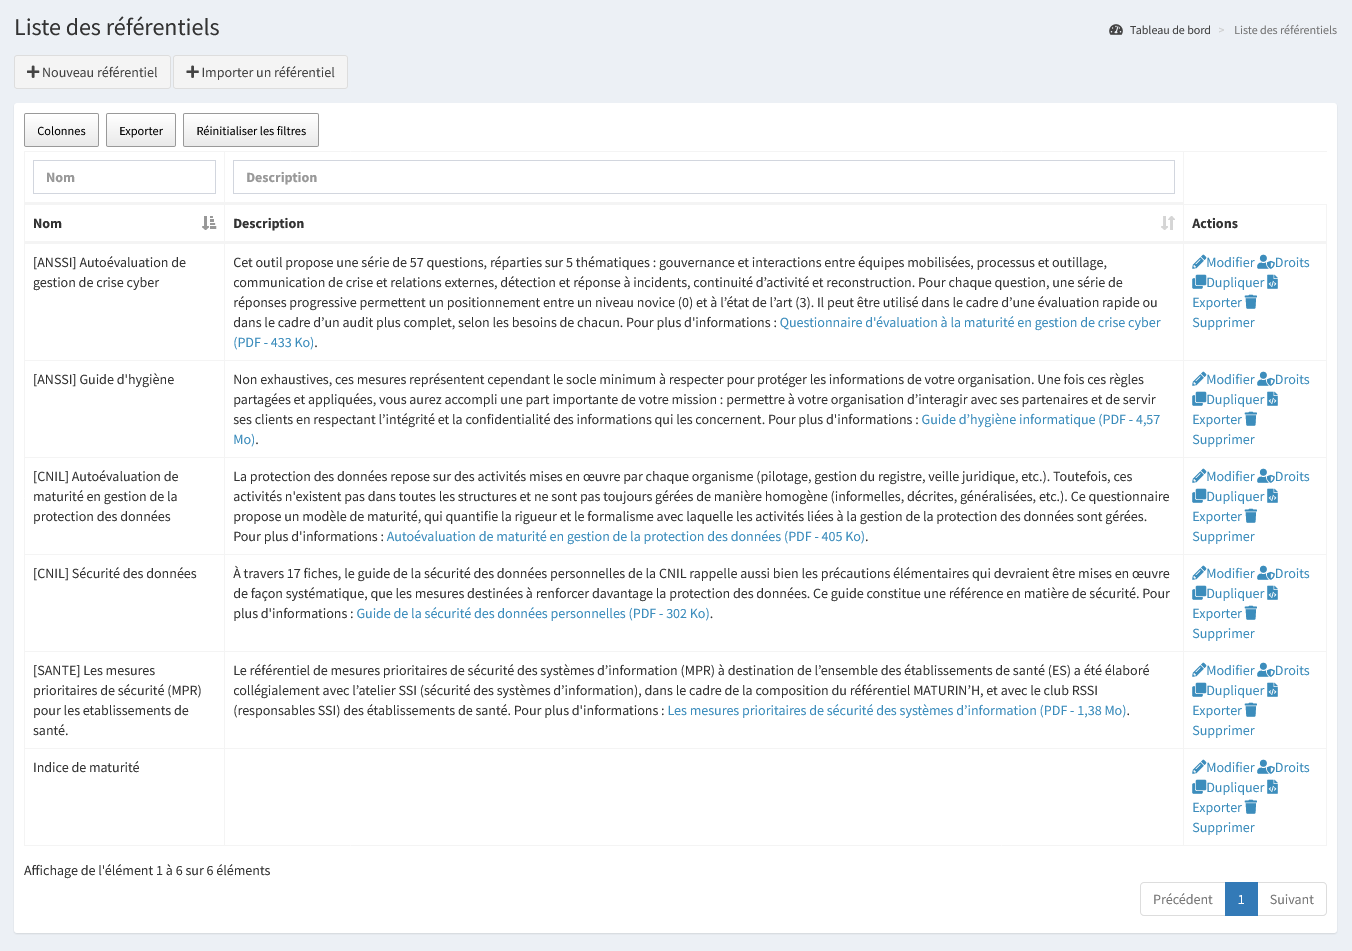 Liste des référentiels
Tableau de bord > Liste des référentiels
Nouveau référentiel
Importer un référentiel
Colonnes
Exporter
Réinitialiser les filtres
Nom
Description
Nom
Description
Actions
[ANSSI] Autoévaluation de
gestion de crise cyber
Cet outil propose une série de 57 questions, réparties sur 5 thématiques : gouvernance et interactions entre équipes mobilisées, processus et outillage,
communication de crise et relations externes, détection et réponse à incidents, continuité d’activité et reconstruction. Pour chaque question, une série de
réponses progressive permettent un positionnement entre un niveau novice (0) et à l’état de l’art (3). Il peut être utilisé dans le cadre d’une évaluation rapide ou
dans le cadre d’un audit plus complet, selon les besoins de chacun. Pour plus d'informations : Questionnaire d'évaluation à la maturité en gestion de crise cyber
(PDF - 433 Ko).
Modifier Droits
Dupliquer
Exporter
Supprimer
[ANSSI] Guide d'hygiène
Non exhaustives, ces mesures représentent cependant le socle minimum à respecter pour protéger les informations de votre organisation. Une fois ces règles
partagées et appliquées, vous aurez accompli une part importante de votre mission : permettre à votre organisation d’interagir avec ses partenaires et de servir
ses clients en respectant l’intégrité et la confidentialité des informations qui les concernent. Pour plus d'informations : Guide d’hygiène informatique (PDF - 4,57
Mo).
Modifier Droits
Dupliquer
Exporter
Supprimer
[CNIL] Autoévaluation de
maturité en gestion de la
protection des données
La protection des données repose sur des activités mises en œuvre par chaque organisme (pilotage, gestion du registre, veille juridique, etc.). Toutefois, ces
activités n'existent pas dans toutes les structures et ne sont pas toujours gérées de manière homogène (informelles, décrites, généralisées, etc.). Ce questionnaire
propose un modèle de maturité, qui quantifie la rigueur et le formalisme avec laquelle les activités liées à la gestion de la protection des données sont gérées.
Pour plus d'informations : Autoévaluation de maturité en gestion de la protection des données (PDF - 405 Ko).
Modifier Droits
Dupliquer
Exporter
Supprimer
[CNIL] Sécurité des données
À travers 17 fiches, le guide de la sécurité des données personnelles de la CNIL rappelle aussi bien les précautions élémentaires qui devraient être mises en œuvre
de façon systématique, que les mesures destinées à renforcer davantage la protection des données. Ce guide constitue une référence en matière de sécurité. Pour
plus d'informations : Guide de la sécurité des données personnelles (PDF - 302 Ko).
Modifier Droits
Dupliquer
Exporter
Supprimer
[SANTE] Les mesures
prioritaires de sécurité (MPR)
pour les etablissements de
santé.
Le référentiel de mesures prioritaires de sécurité des systèmes d’information (MPR) à destination de l’ensemble des établissements de santé (ES) a été élaboré
collégialement avec l’atelier SSI (sécurité des systèmes d’information), dans le cadre de la composition du référentiel MATURIN’H, et avec le club RSSI
(responsables SSI) des établissements de santé. Pour plus d'informations : Les mesures prioritaires de sécurité des systèmes d’information (PDF - 1,38 Mo).
Modifier Droits
Dupliquer
Exporter
Supprimer
Indice de maturité
Modifier Droits
Dupliquer
Exporter
Supprimer
Affichage de l'élément 1 à 6 sur 6 éléments
Précédent 1 Suivant